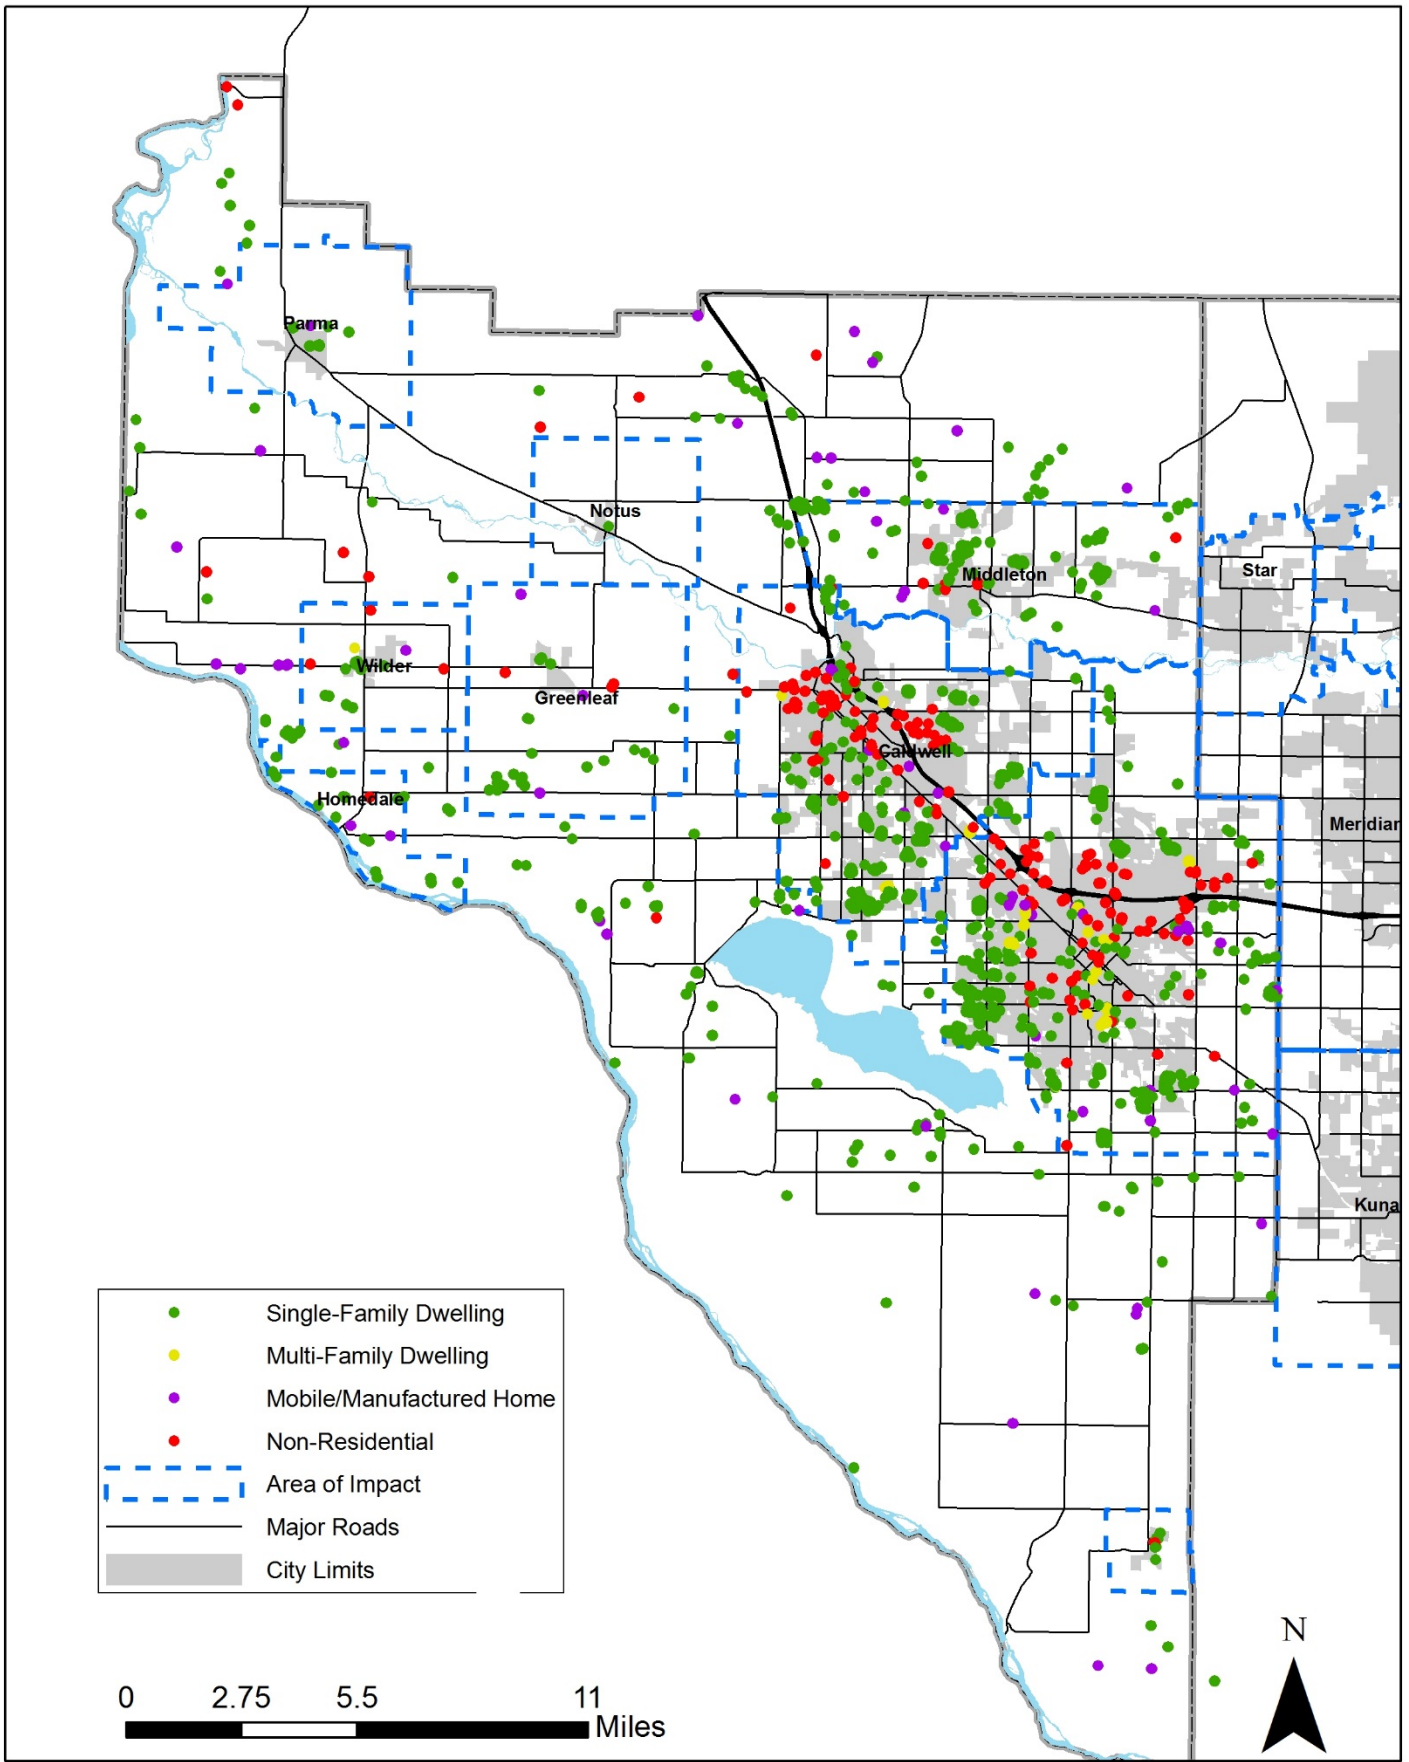 Parma
Notus
Middleton
Star
Wilder
Greenleaf
Caldwell
Homedale
Meridian
Kuna
Single-Family Dwelling
Multi-Family Dwelling
Mobile/Manufactured Home
Non-Residential
Area of Impact
Major Roads
City Limits
N
0 2.75 5.5 11
Miles